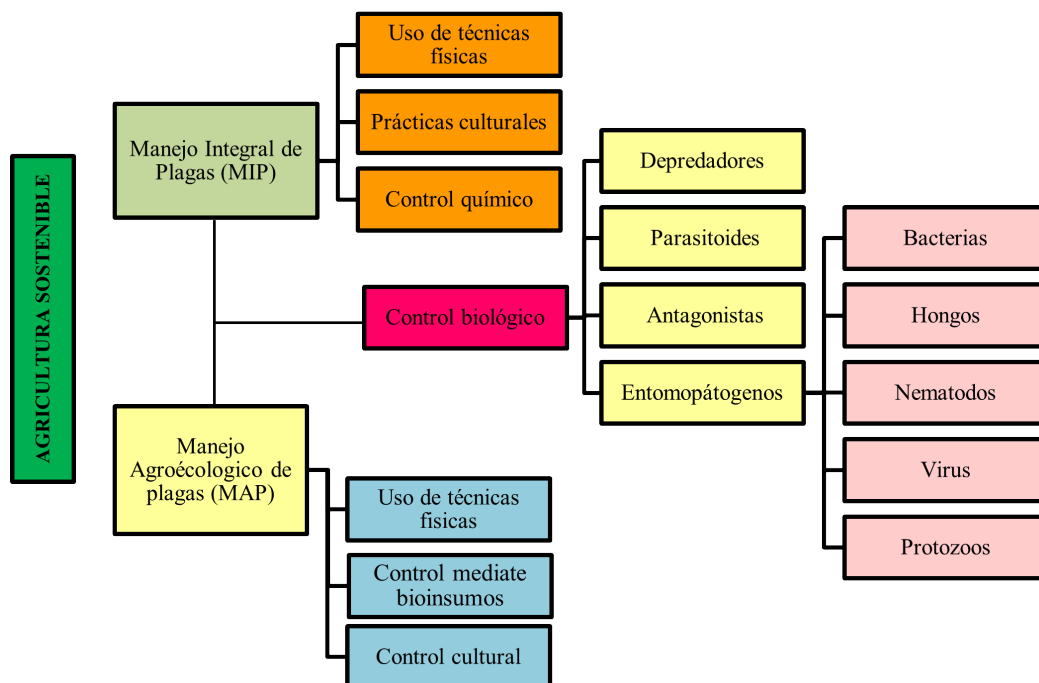 AGRICULTURA SOSTENIBLE
Manejo Integral de
Plagas (MIP)
Uso de técnicas
físicas
Prácticas culturales
Control químico
Control biológico
Depredadores
Parasitoides
Antagonistas
Entomopátogenos
Bacterias
Hongos
Nematodos
Virus
Protozoos
Manejo
Agroécologico de
plagas (MAP)
Uso de técnicas
fisicas
Control mediate
bioinsumos
Control cultural